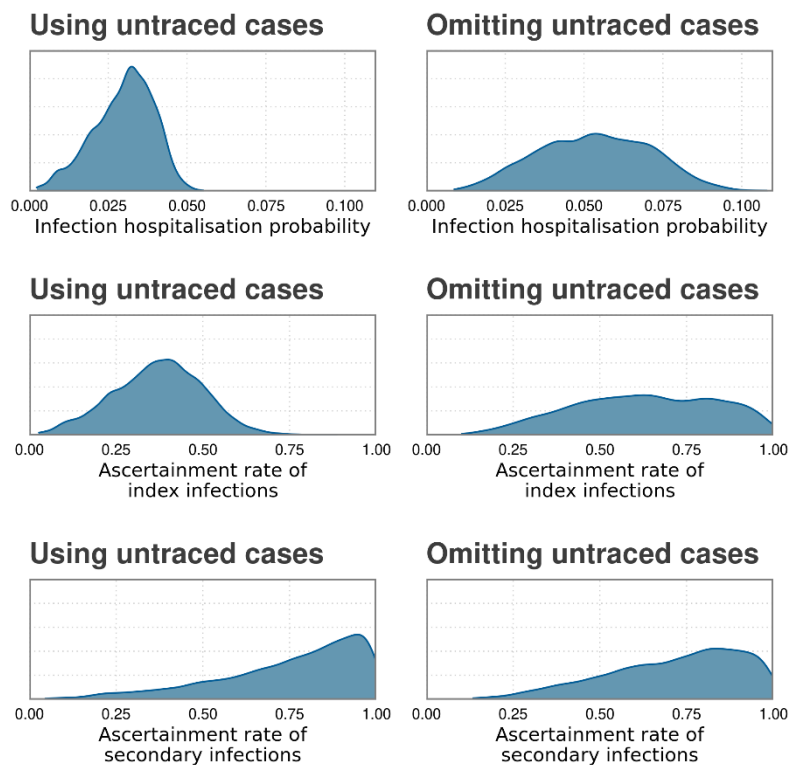 Using untraced cases
Omitting untraced cases
0.000 0.025 0.050 0.075 0.100
0.000 0.025 0.050 0.075 0.100
Infection hospitalisation probability
Infection hospitalisation probability
Using untraced cases
Omitting untraced cases
0.00 0.25 0.50 0.75 1.00
0.00 0.25 0.50 0.75 1.00
Ascertainment rate of
index infections
Ascertainment rate of
index infections
Using untraced cases
Omitting untraced cases
0.00 0.25 0.50 0.75 1.00
0.00 0.25 0.50 0.75 1.00
Ascertainment rate of
secondary infections
Ascertainment rate of
secondary infections